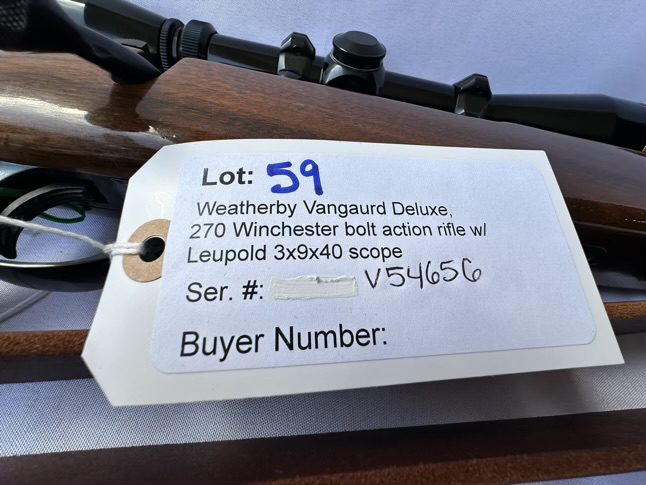 Lot: 59
Weatherby Vangaurd Deluxe,
270 Winchester bolt action rifle w/
Leupold 3x9x40 scope
Ser. #: V54656
Buyer Number: